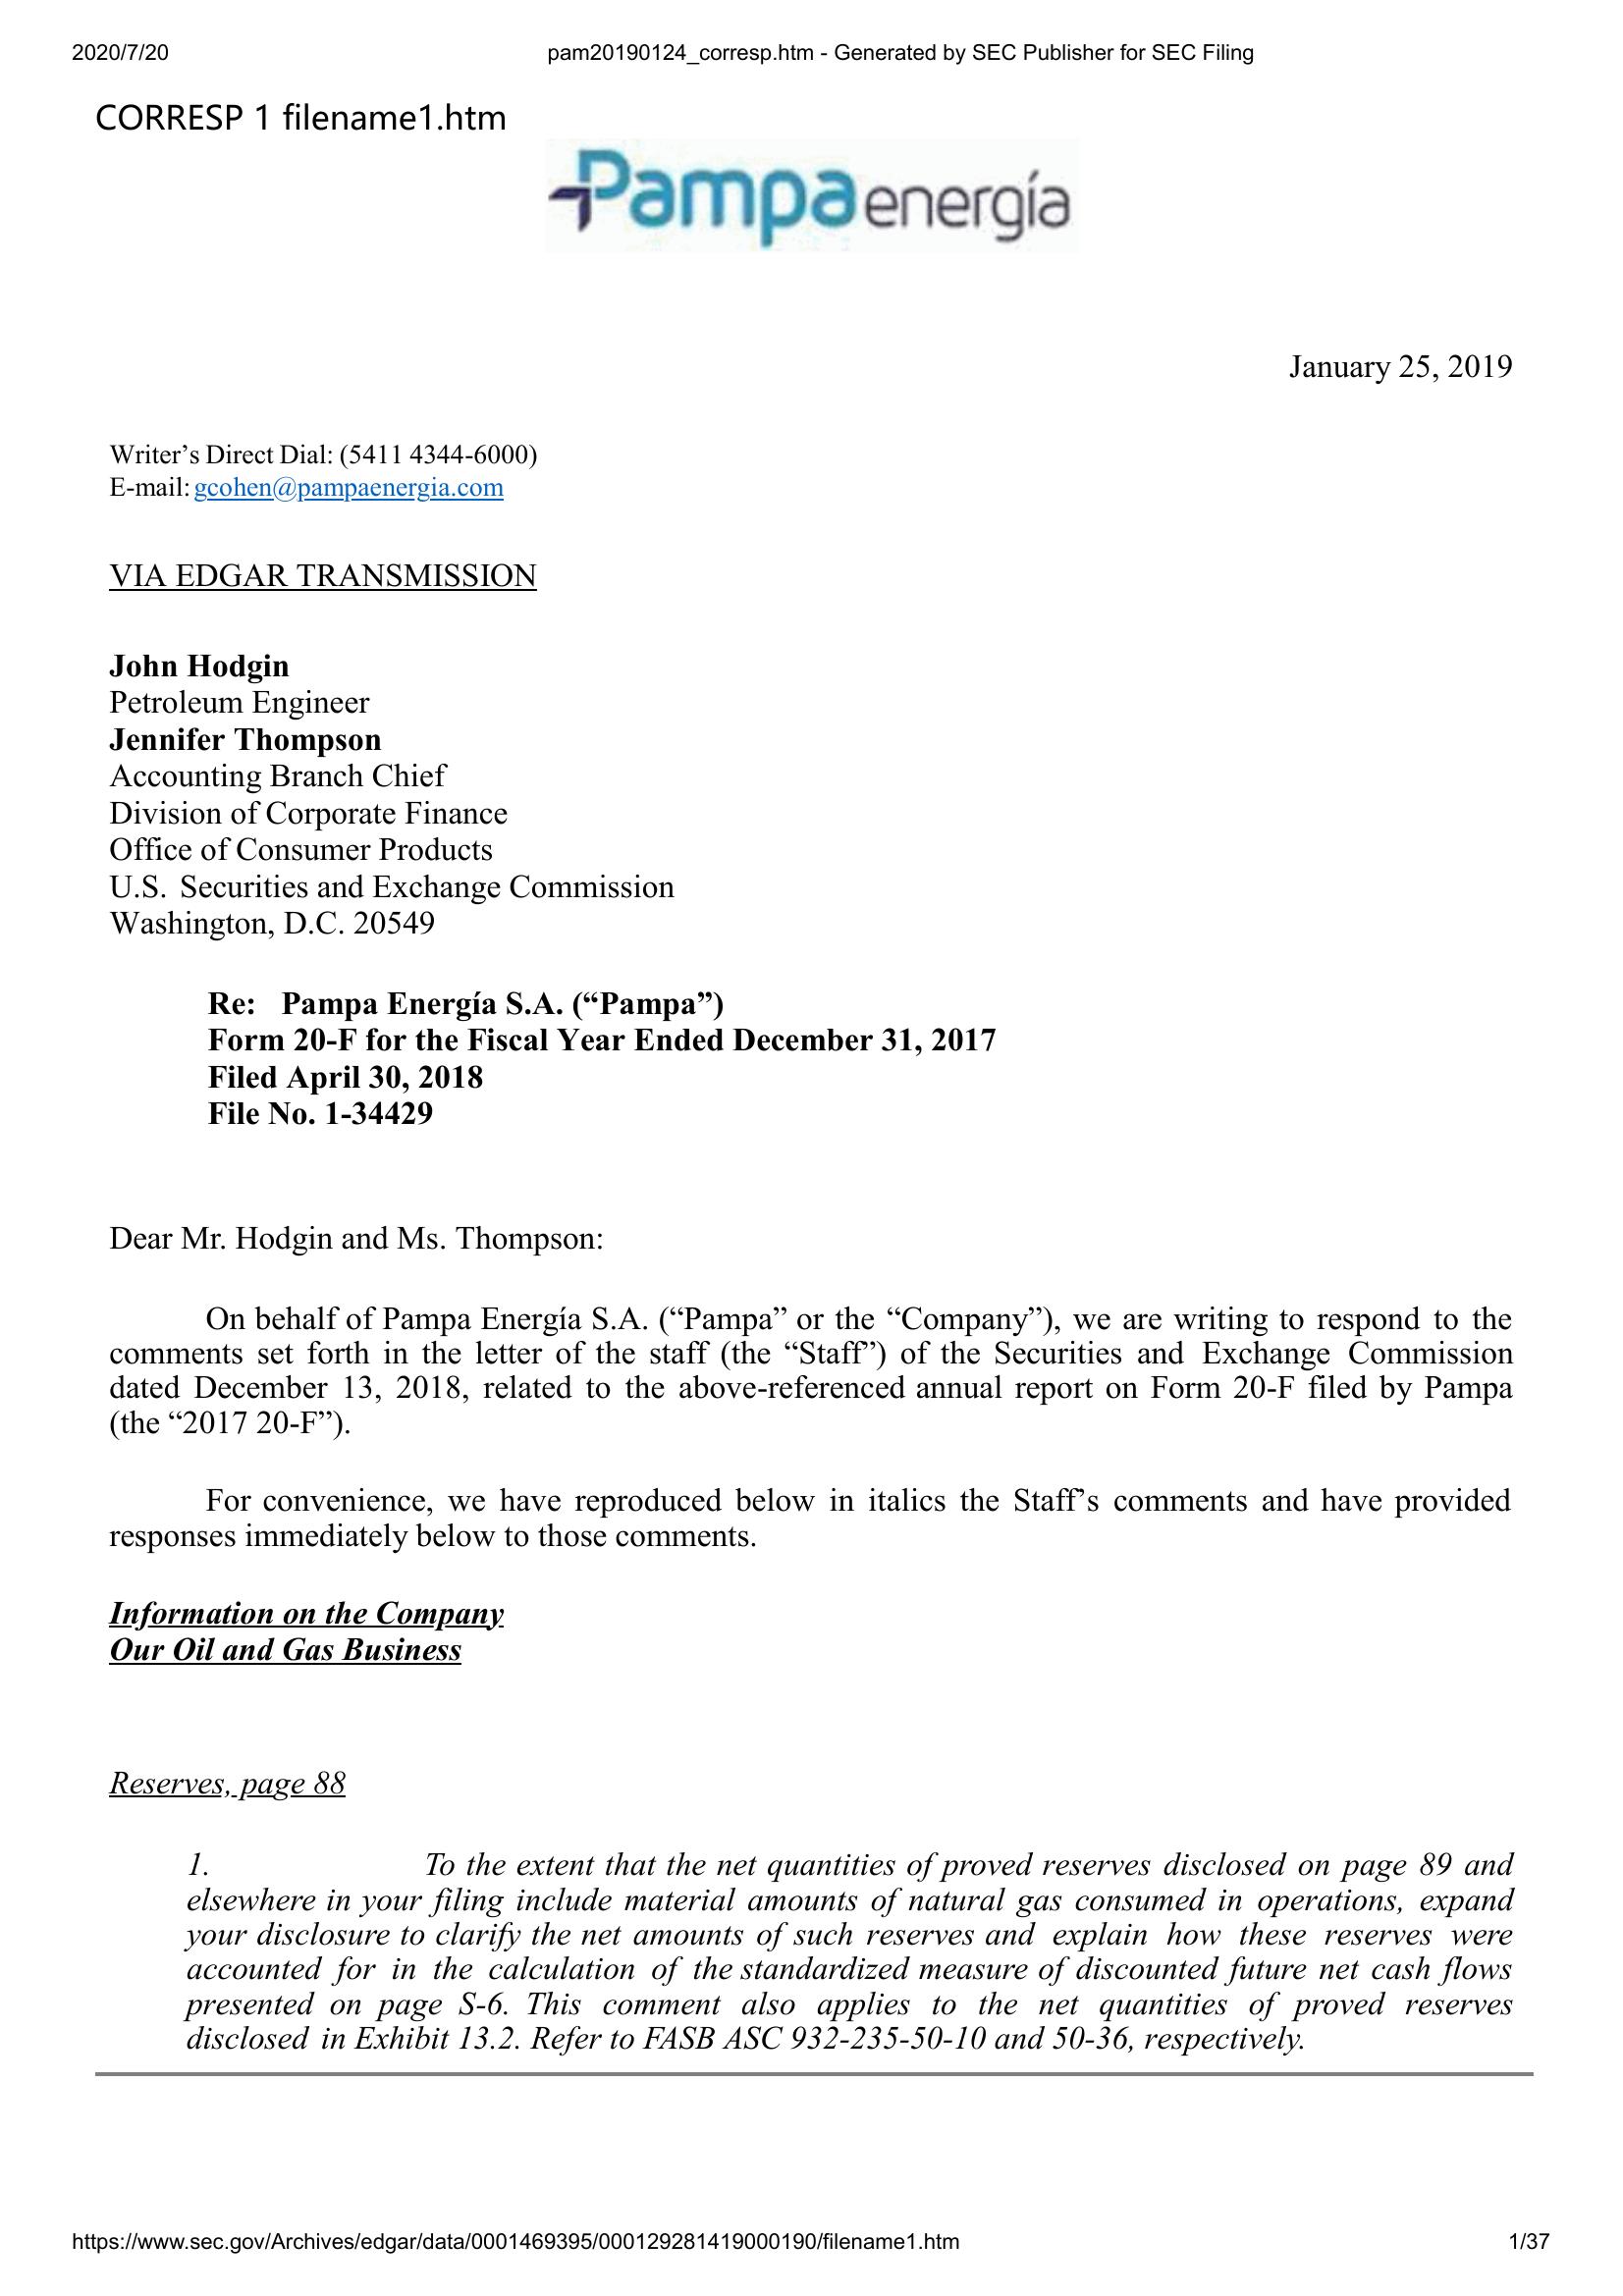 2020/7/20 pam20190124_corresp.htm - Generated by SEC Publisher for SEC Filing
CORRESP 1 filename1.htm
Pampa energía
January 25, 2019
Writer’s Direct Dial: (5411 4344-6000)
E-mail: gcohen@pampaenergia.com
VIA EDGAR TRANSMISSION
John Hodgin
Petroleum Engineer
Jennifer Thompson
Accounting Branch Chief
Division of Corporate Finance
Office of Consumer Products
U.S. Securities and Exchange Commission
Washington, D.C. 20549
Re: Pampa Energía S.A. (“Pampa”)
Form 20-F for the Fiscal Year Ended December 31, 2017
Filed April 30, 2018
File No. 1-34429
Dear Mr. Hodgin and Ms. Thompson:
On behalf of Pampa Energía S.A. (“Pampa” or the “Company”), we are writing to respond to the
comments set forth in the letter of the staff (the “Staff”) of the Securities and Exchange Commission
dated December 13, 2018, related to the above-referenced annual report on Form 20-F filed by Pampa
(the “2017 20-F”).
For convenience, we have reproduced below in italics the Staff’s comments and have provided
responses immediately below to those comments.
Information on the Company
Our Oil and Gas Business
Reserves, page 88
1. To the extent that the net quantities of proved reserves disclosed on page 89 and
elsewhere in your filing include material amounts of natural gas consumed in operations, expand
your disclosure to clarify the net amounts of such reserves and explain how these reserves were
accounted for in the calculation of the standardized measure of discounted future net cash flows
presented on page S-6. This comment also applies to the net quantities of proved reserves
disclosed in Exhibit 13.2. Refer to FASB ASC 932-235-50-10 and 50-36, respectively.
https://www.sec.gov/Archives/edgar/data/0001469395/000129281419000190/filename1.htm 1/37